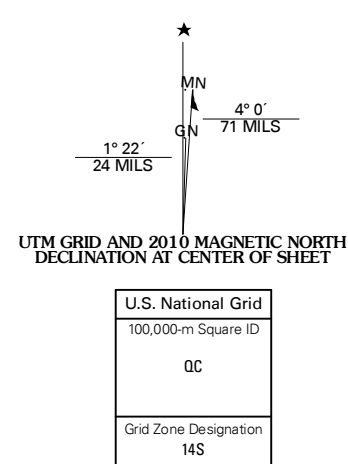 MN
4° 0´
GN
71 MILS
1° 22´
24 MILS
UTM GRID AND 2010 MAGNETIC NORTH
DECLINATION AT CENTER OF SHEET
U.S. National Grid
100,000-m Square ID
QC
Grid Zone Designation
14S